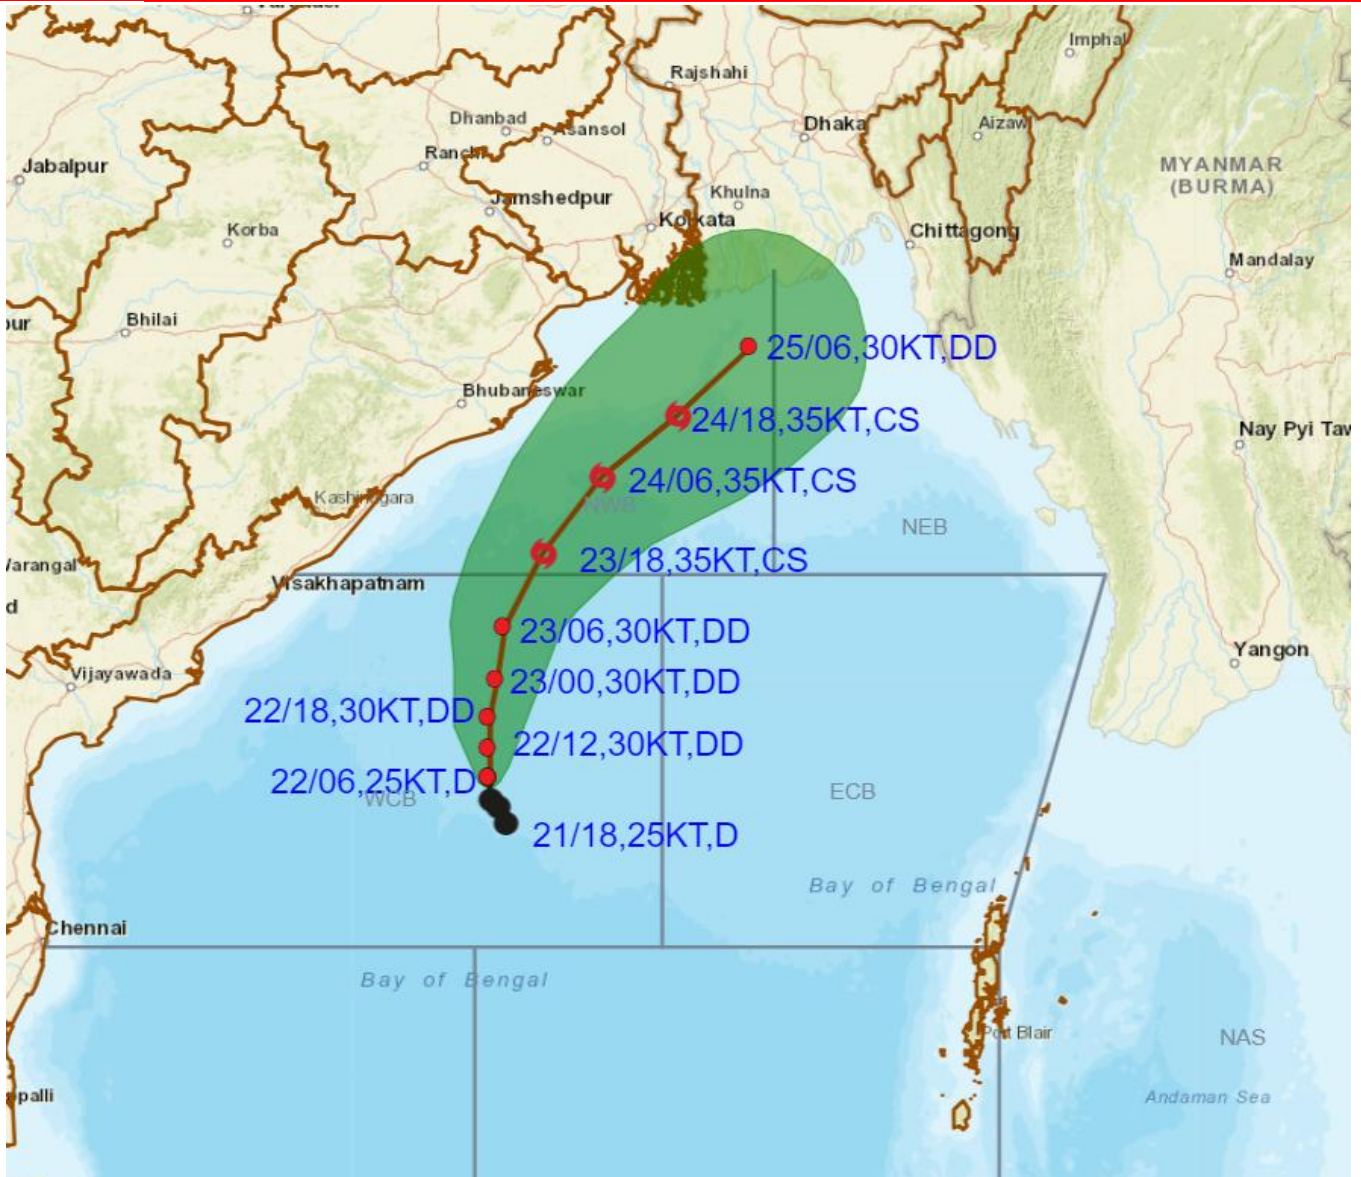 Imphal
Rajshahi
Dhanbad
Asansol
Dhaka
Aizawl
Ranchi
Jabalpur
MYANMAR
(BURMA)
Jamshedpur
Khulna
Korba
Kolkata
Chittagong
Mandalay
Bhilai
25/06,30KT,DD
Bhubaneswar
24/18,35KT,CS
Nay Pyi Taw
24/06,35KT,CS
Kashinagara
NWB
NEB
23/18,35KT,CS
Warangal
Visakhapatnam
23/06,30KT,DD
Yangon
Vijayawada
23/00,30KT,DD
22/18,30KT,DD
22/12,30KT,DD
22/06,25KT,D
WCB
ECB
21/18,25KT,D
Bay of Bengal
Chennai
Bay of Bengal
Port Blair
NAS
Andaman Sea